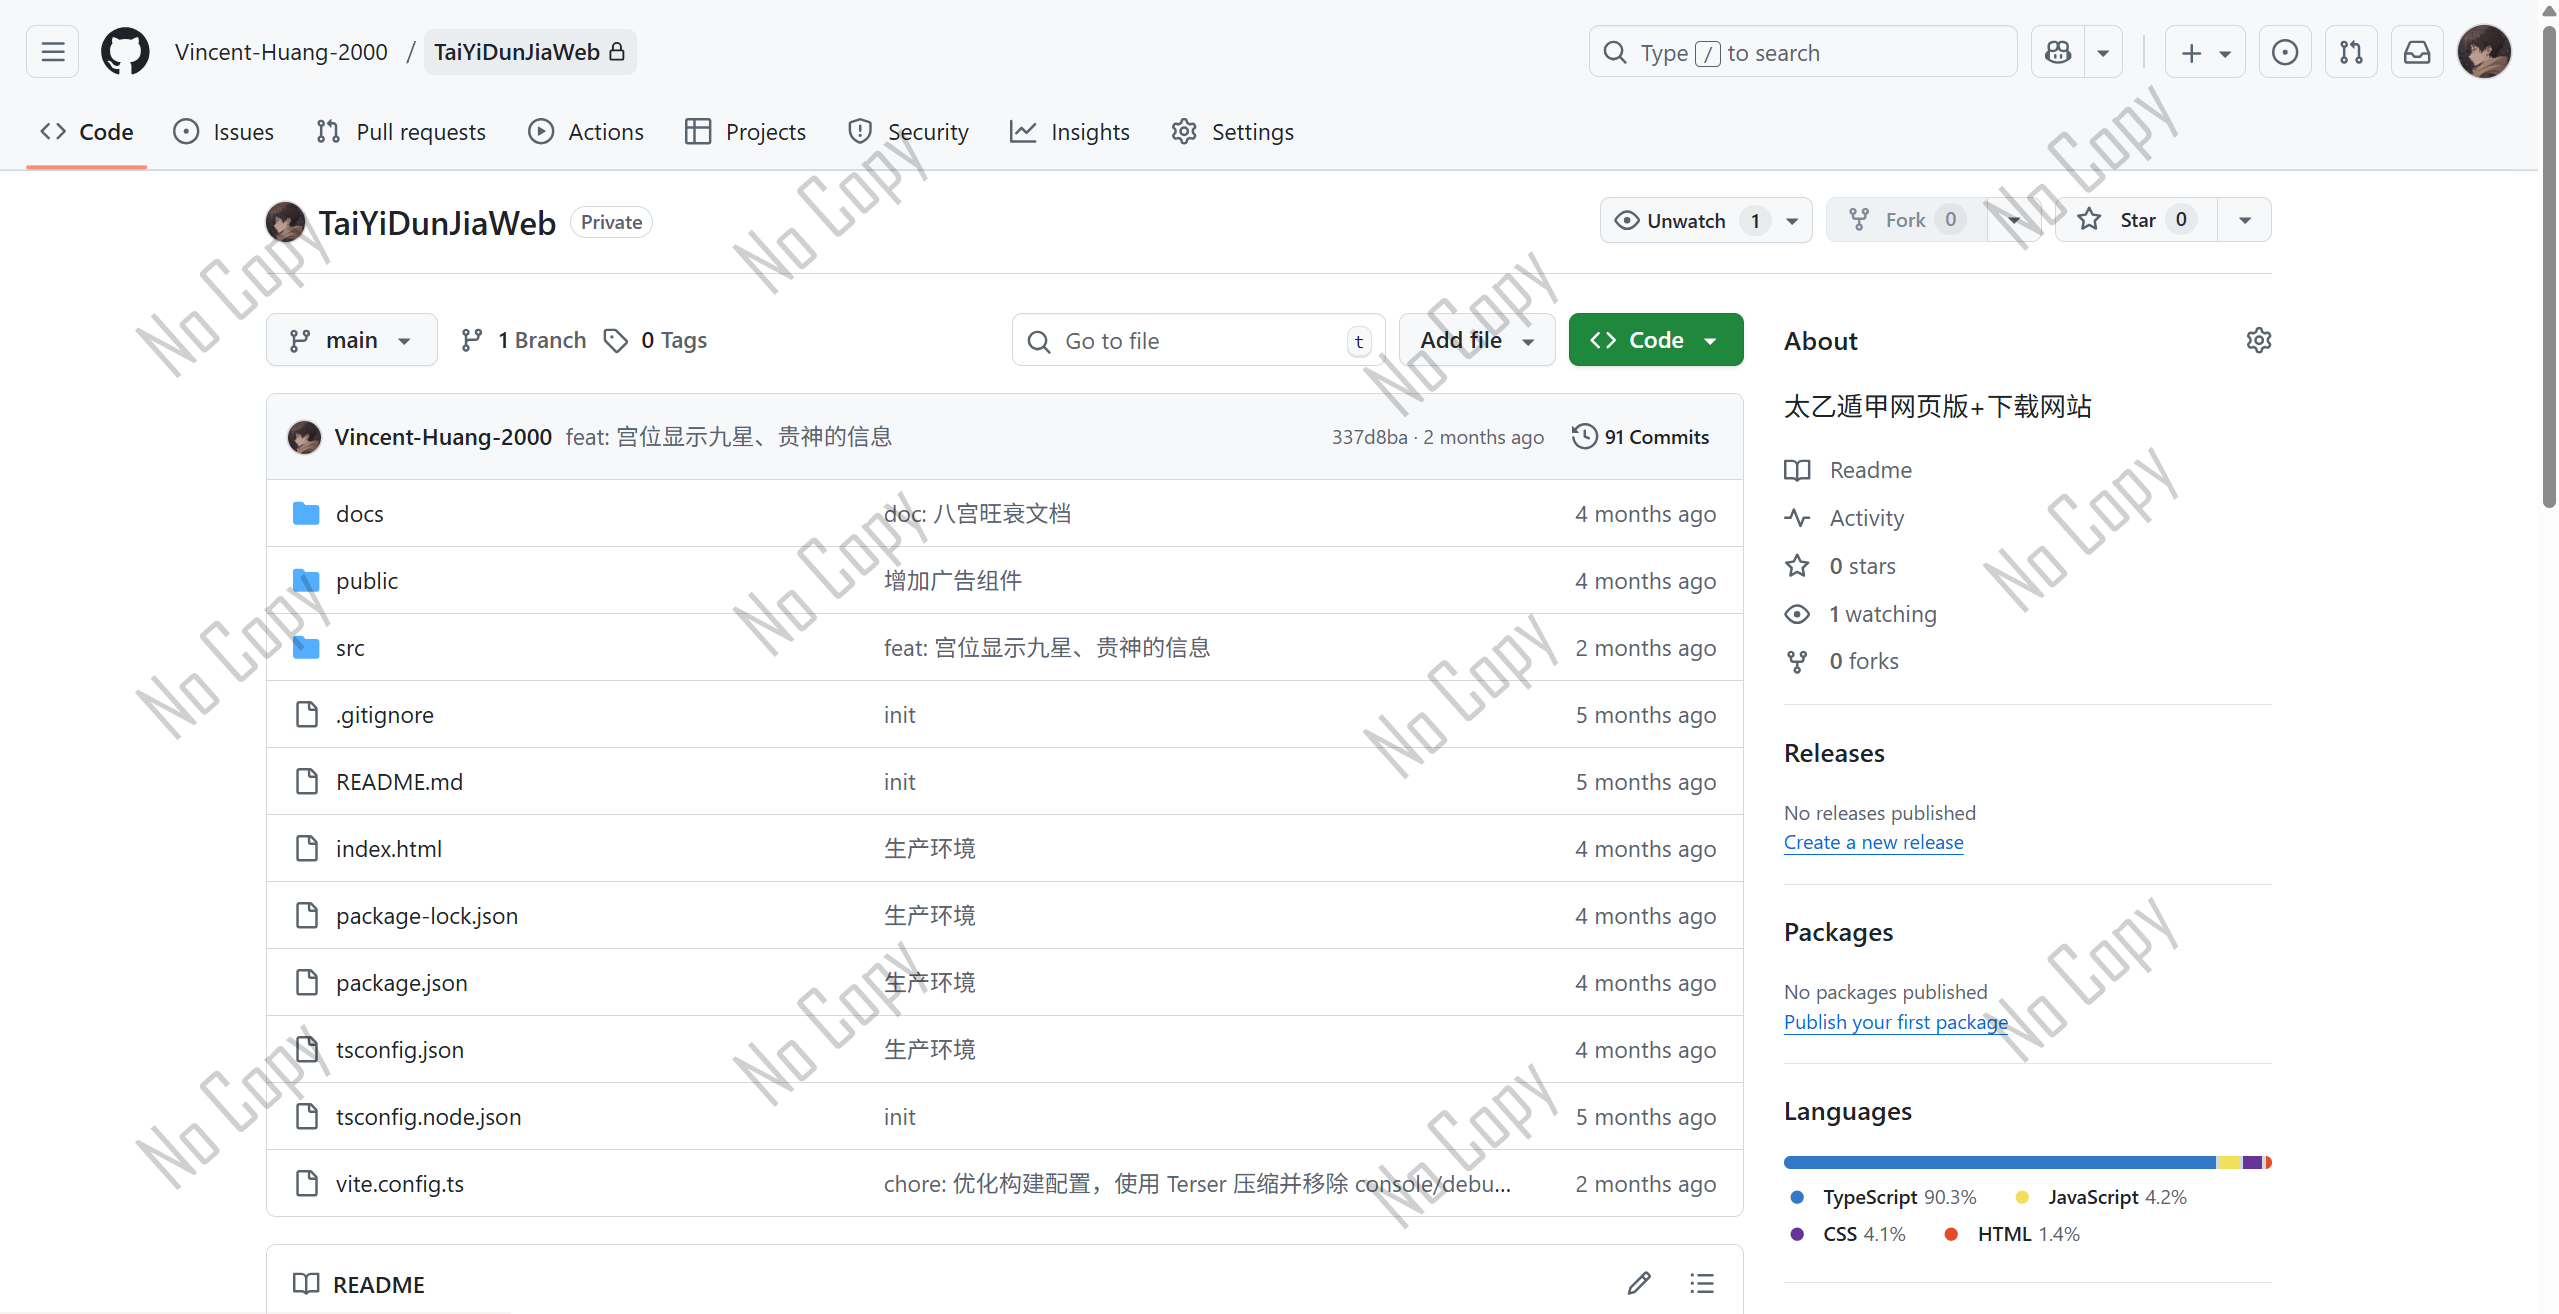 Vincent-Huang-2000 / TaiYiDunJiaWeb
Type / to search
Code Issues Pull requests Actions Projects Security Insights Settings
TaiYiDunJiaWeb Private
Unwatch 1 Fork 0 Star 0
main 1 Branch 0 Tags
Go to file t
Add file
Code
Vincent-Huang-2000 feat: 宫位显示九星、贵神的信息 337d8ba · 2 months ago 91 Commits
docs doc: 八宫旺衰文档 4 months ago
public 增加广告组件 4 months ago
src feat: 宫位显示九星、贵神的信息 2 months ago
.gitignore init 5 months ago
README.md init 5 months ago
index.html 生产环境 4 months ago
package-lock.json 生产环境 4 months ago
package.json 生产环境 4 months ago
tsconfig.json 生产环境 4 months ago
tsconfig.node.json init 5 months ago
vite.config.ts chore: 优化构建配置，使用 Terser 压缩并移除 console/debu... 2 months ago
README
About
太乙遁甲网页版+下载网站
Readme
Activity
0 stars
1 watching
0 forks
Releases
No releases published
Create a new release
Packages
No packages published
Publish your first package
Languages
TypeScript 90.3% JavaScript 4.2%
CSS 4.1% HTML 1.4%
No Copy
No Copy
No Copy
No Copy
No Copy
No Copy
No Copy
No Copy
No Copy
No Copy
No Copy
No Copy